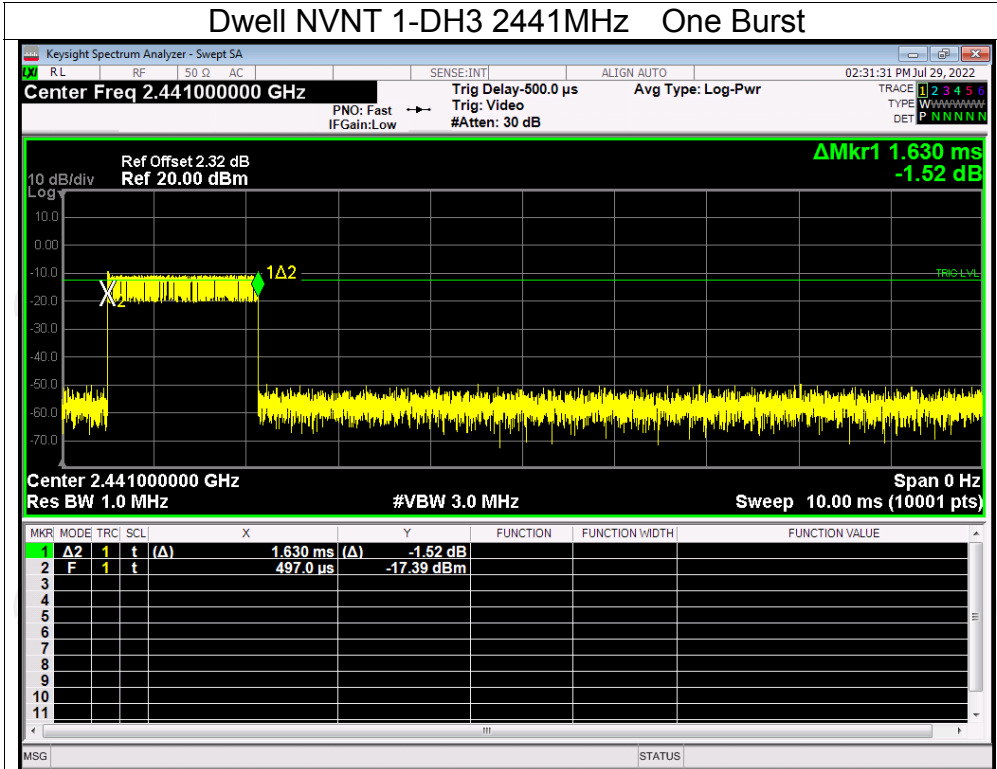 Dwell NVNT 1-DH3 2441MHz One Burst
Keysight Spectrum Analyzer - Swept SA
LXI RL RF 50 Ω AC SENSE:INT ALIGN AUTO 02:31:31 PM Jul 29, 2022
Center Freq 2.441000000 GHz
PNO: Fast
IFGain:Low
Trig Delay-500.0 µs
Trig: Video
#Atten: 30 dB
Avg Type: Log-Pwr
TRACE 1 2 3 4 5 6
TYPE WWWWWW
DET P N N N N N
ΔMkr1 1.630 ms
-1.52 dB
Ref Offset 2.32 dB
10 dB/div Ref 20.00 dBm
Log
10.0
0.00
-10.0
-20.0
-30.0
-40.0
-50.0
-60.0
-70.0
1Δ2
2
TRIG LVL
Center 2.441000000 GHz Span 0 Hz
Res BW 1.0 MHz #VBW 3.0 MHz Sweep 10.00 ms (10001 pts)
MKR MODE TRC SCL X Y FUNCTION FUNCTION WIDTH FUNCTION VALUE
1 Δ2 1 t (Δ) 1.630 ms (Δ) -1.52 dB
2 F 1 t 497.0 µs -17.39 dBm
3
4
5
6
7
8
9
10
11
MSG STATUS